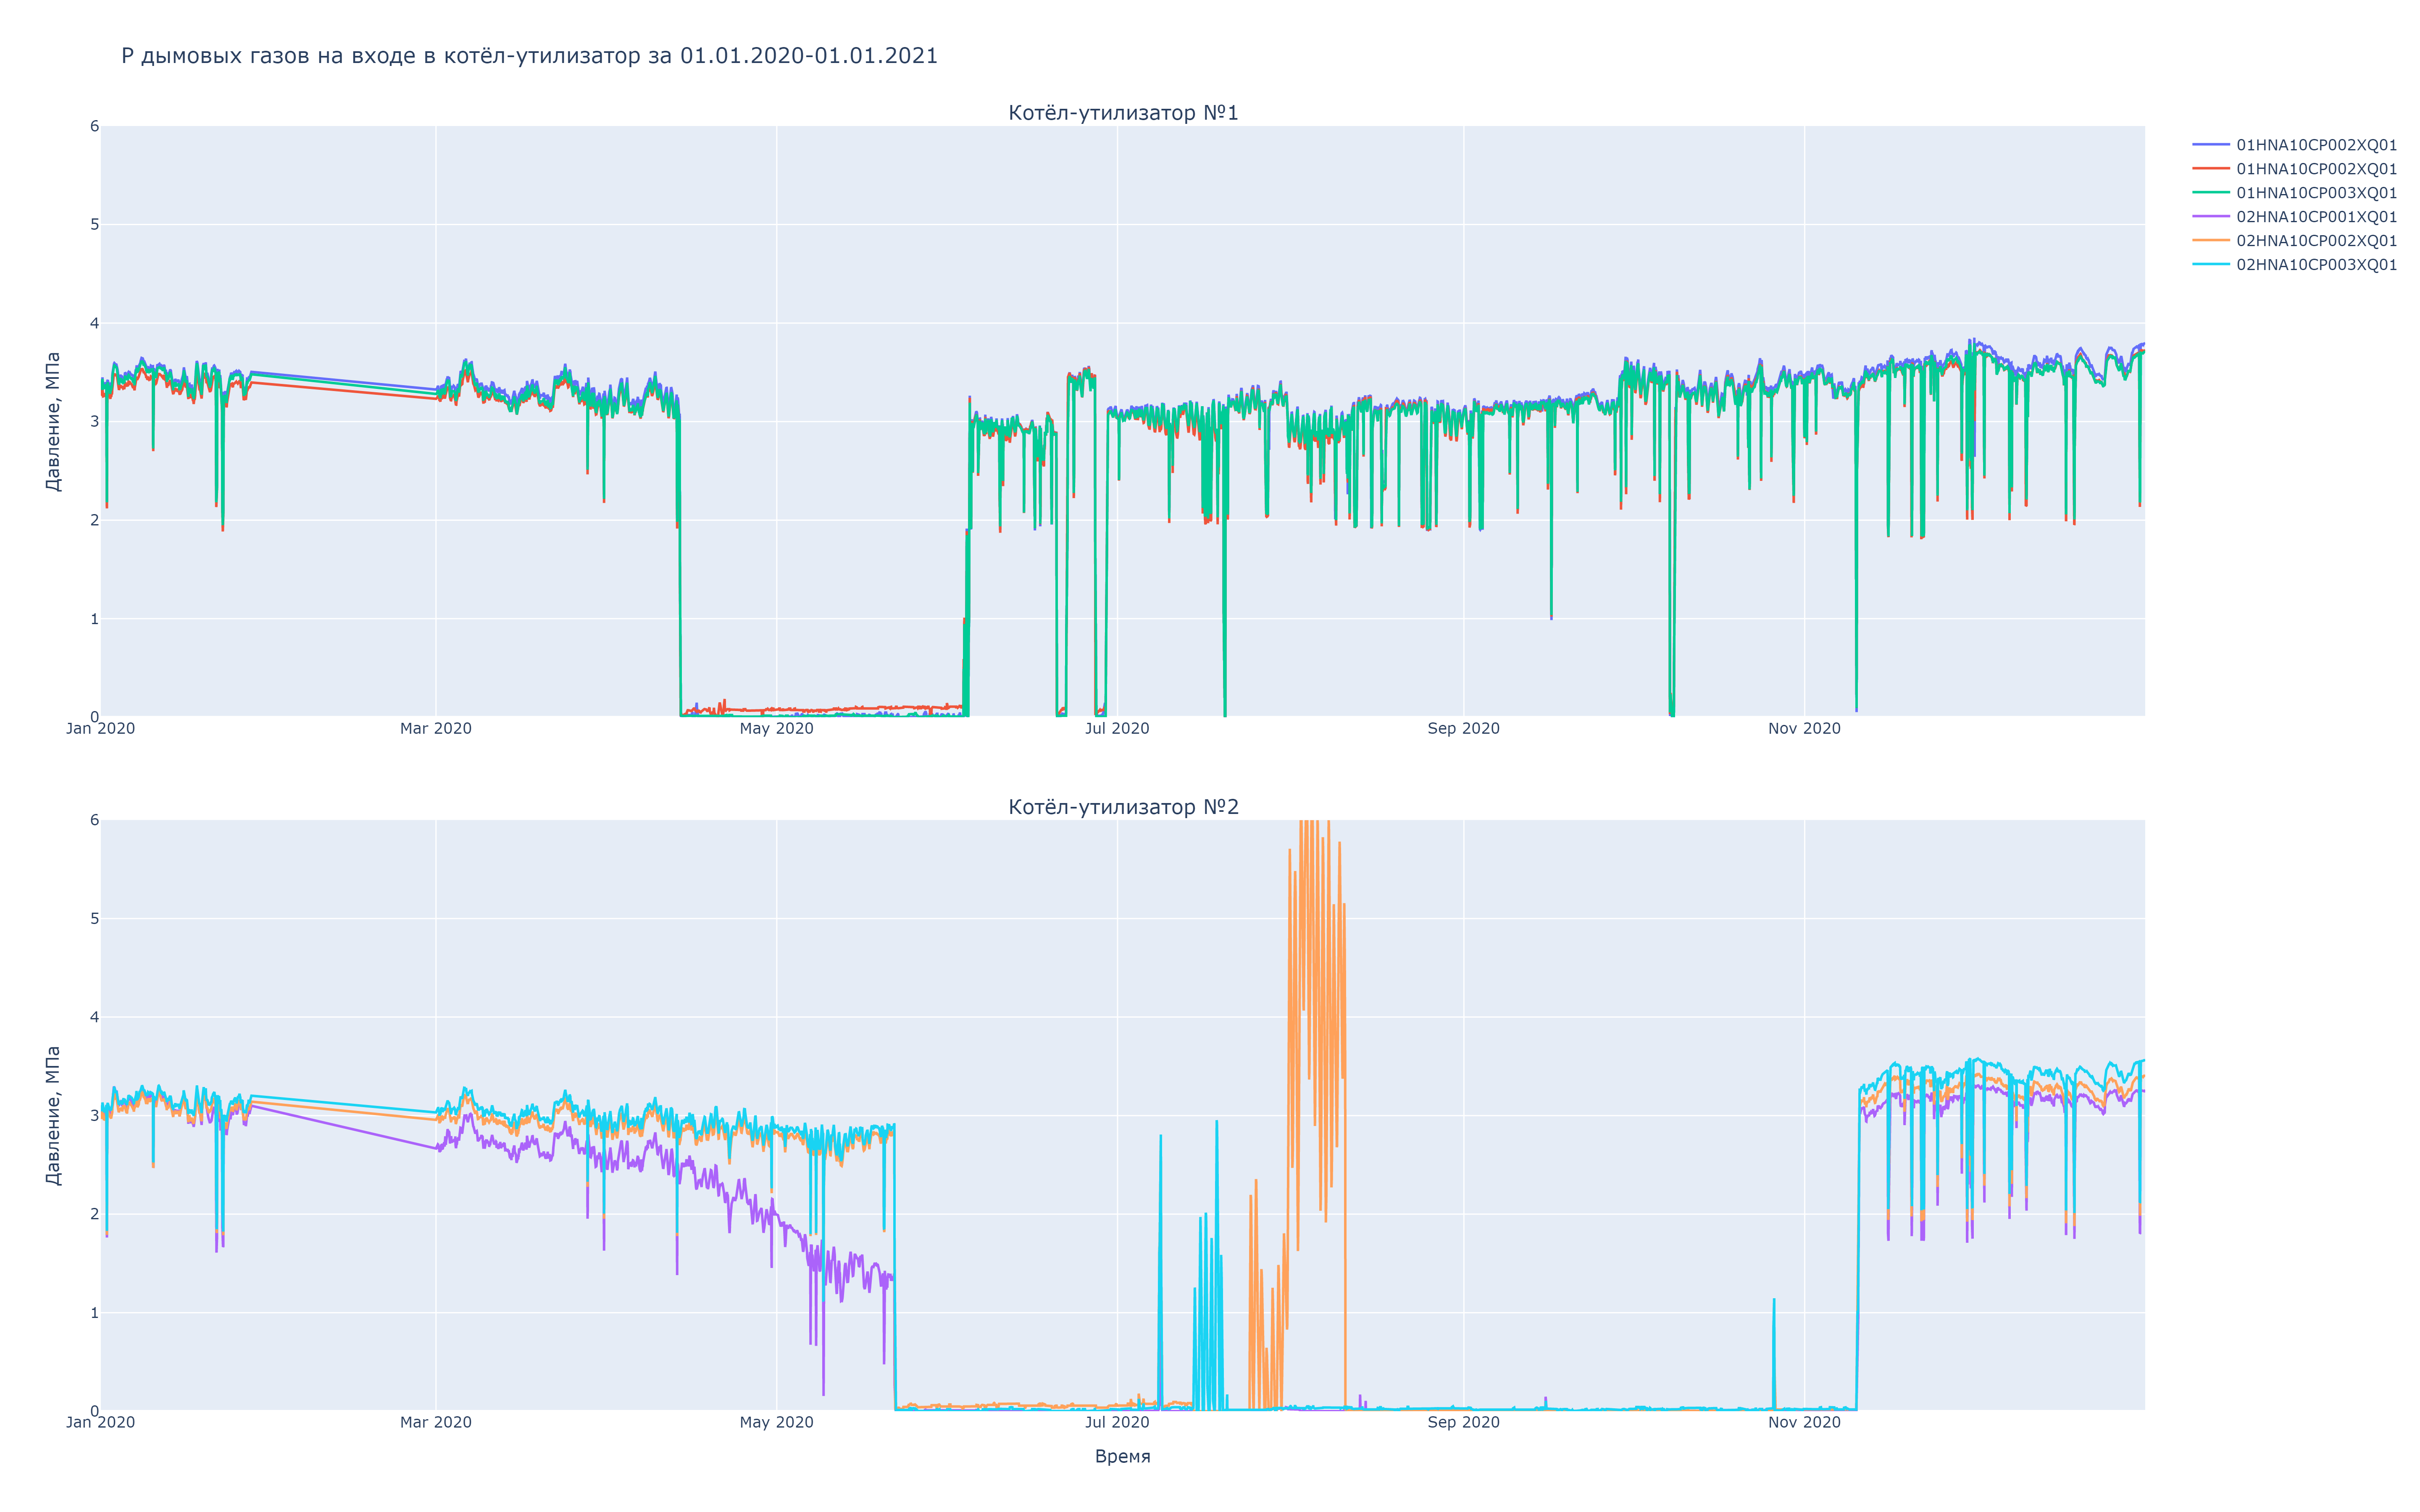 P дымовых газов на входе в котёл-утилизатор за 01.01.2020-01.01.2021
Котёл-утилизатор №1
6
5
4
3
2
1
0
Давление, МПа
Jan 2020 Mar 2020 May 2020 Jul 2020 Sep 2020 Nov 2020
01HNA10CP002XQ01
01HNA10CP002XQ01
01HNA10CP003XQ01
02HNA10CP001XQ01
02HNA10CP002XQ01
02HNA10CP003XQ01
Котёл-утилизатор №2
6
5
4
3
2
1
0
Давление, МПа
Jan 2020 Mar 2020 May 2020 Jul 2020 Sep 2020 Nov 2020
Время